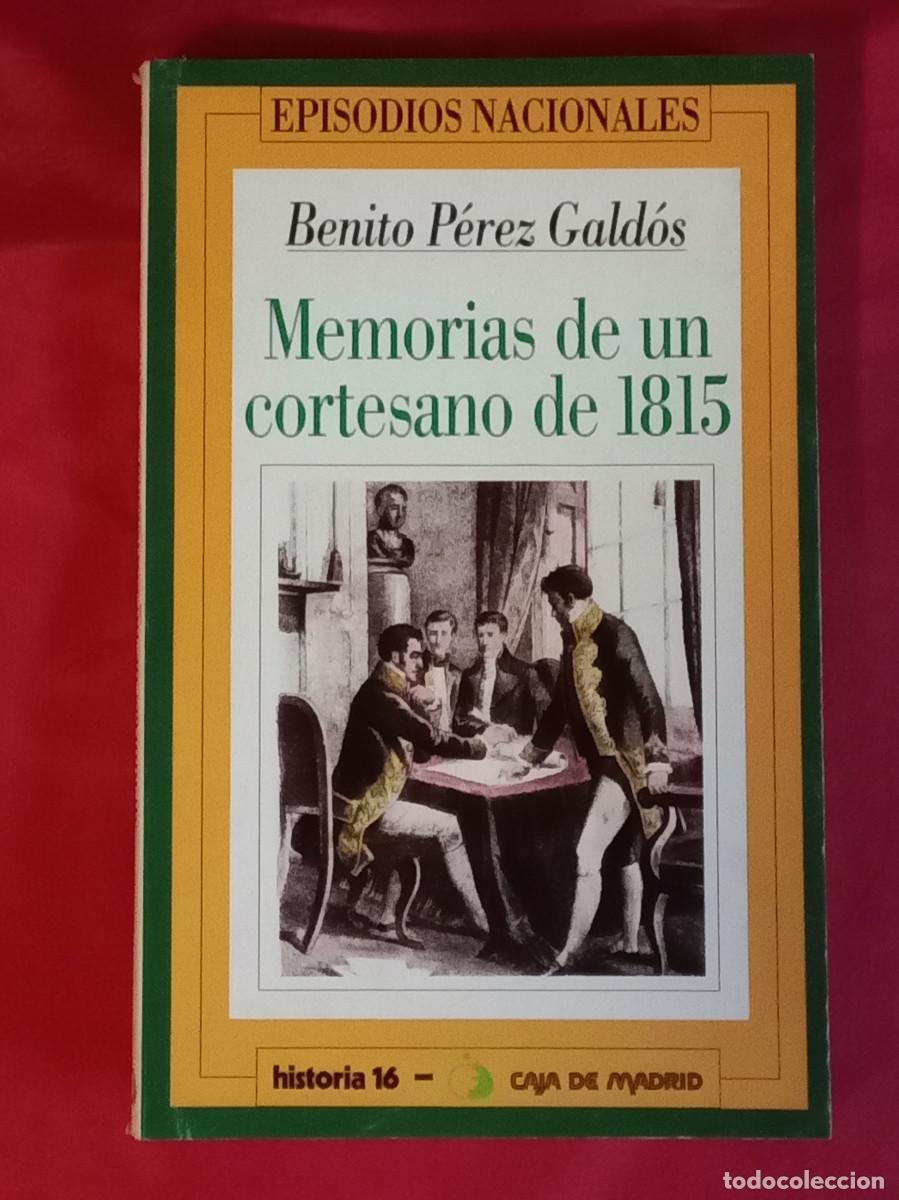 EPISODIOS NACIONALES
Benito Pérez Galdós
Memorias de un
cortesano de 1815
historia 16 – CAJA DE MADRID
todocoleccion